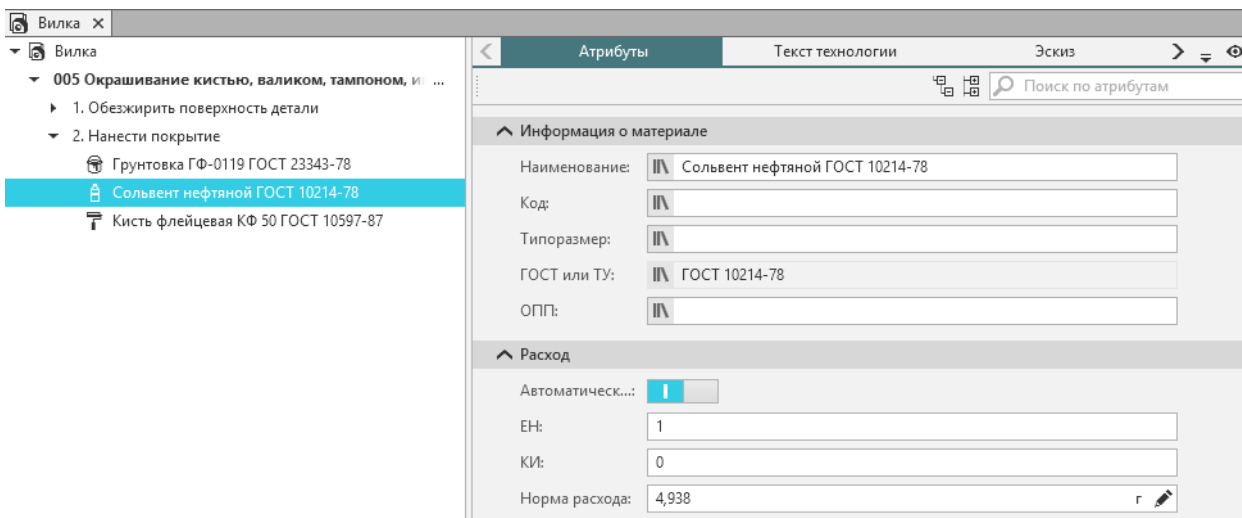 Вилка
Вилка
Атрибуты
Текст технологии
Эскиз
005 Окрашивание кистью, валиком, тампоном, ...
Поиск по атрибутам
1. Обезжирить поверхность детали
2. Нанести покрытие
Грунтовка ГФ-0119 ГОСТ 23343-78
Сольвент нефтяной ГОСТ 10214-78
Кисть флейцевая КФ 50 ГОСТ 10597-87
Информация о материале
Наименование: Сольвент нефтяной ГОСТ 10214-78
Код:
Типоразмер:
ГОСТ или ТУ: ГОСТ 10214-78
ОПП:
Расход
Автоматическ...:
ЕН: 1
КИ: 0
Норма расхода: 4,938 г